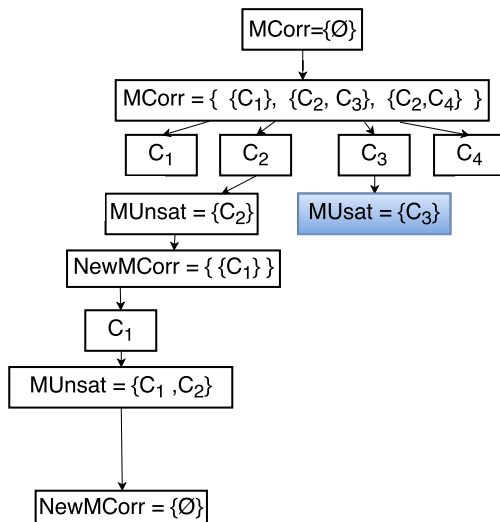 MCorr={Ø}
MCorr = { {C₁}, {C₂, C₃}, {C₂,C₄} }
C₁
C₂
C₃
C₄
MUnsat = {C₂}
MUsat = {C₃}
NewMCorr = { {C₁} }
C₁
MUnsat = {C₁ ,C₂}
NewMCorr = {Ø}